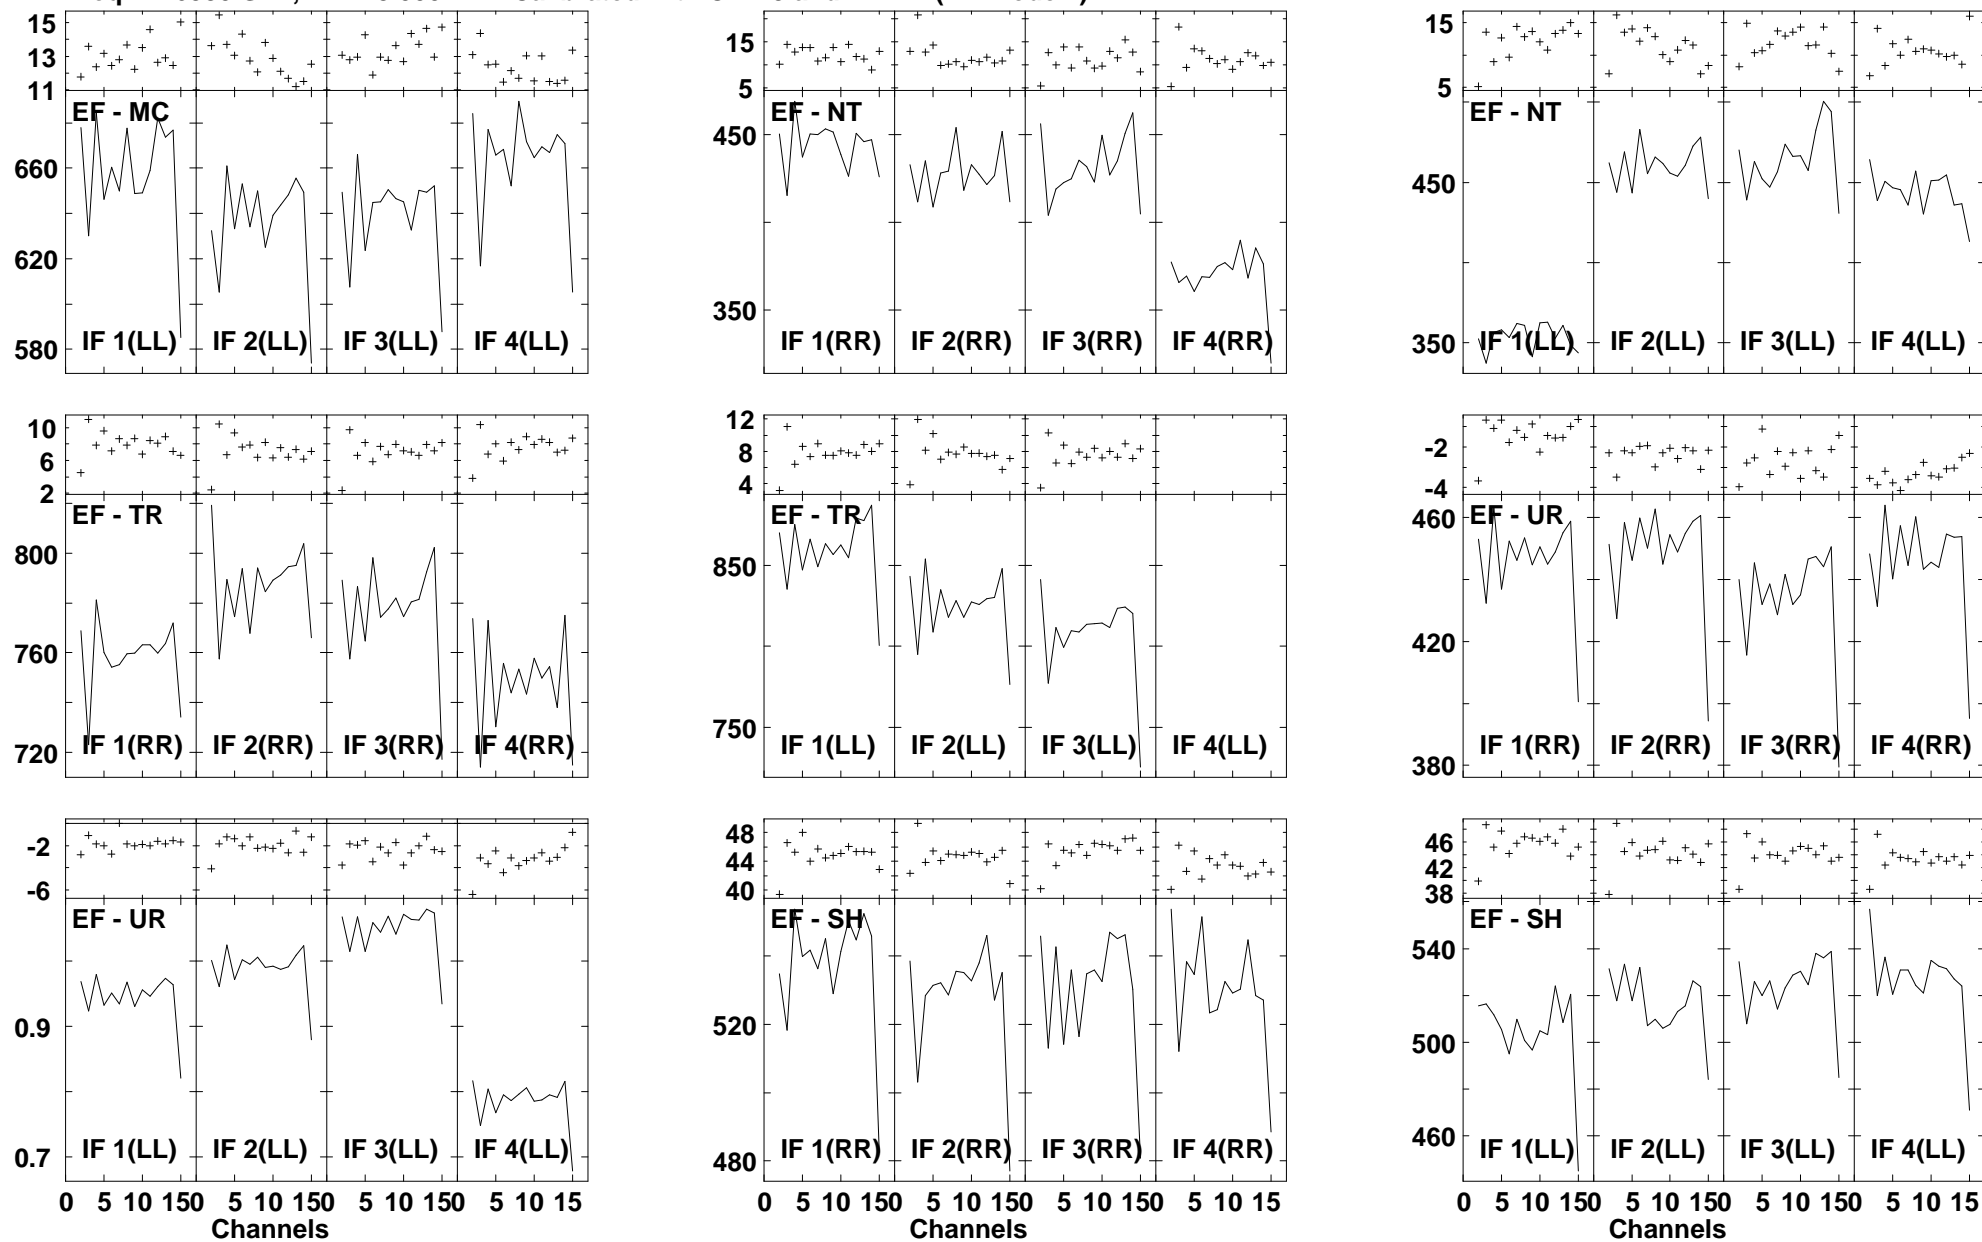 15
13
11
EF - MC
660
620
580
IF 1(LL) IF 2(LL) IF 3(LL) IF 4(LL)
15
5
EF - NT
450
350
IF 1(RR) IF 2(RR) IF 3(RR) IF 4(RR)
15
5
EF - NT
450
350
IF 1(LL) IF 2(LL) IF 3(LL) IF 4(LL)
10
6
2
EF - TR
800
760
720
IF 1(RR) IF 2(RR) IF 3(RR) IF 4(RR)
12
8
4
EF - TR
850
750
IF 1(LL) IF 2(LL) IF 3(LL) IF 4(LL)
-2
-4
EF - UR
460
420
380
IF 1(RR) IF 2(RR) IF 3(RR) IF 4(RR)
-2
-6
EF - UR
0.9
0.7
IF 1(LL) IF 2(LL) IF 3(LL) IF 4(LL)
0 5 10 150 5 10 150 5 10 150 5 10 15
Channels
48
44
40
EF - SH
520
480
IF 1(RR) IF 2(RR) IF 3(RR) IF 4(RR)
0 5 10 150 5 10 150 5 10 150 5 10 15
Channels
46
42
38
EF - SH
540
500
460
IF 1(LL) IF 2(LL) IF 3(LL) IF 4(LL)
0 5 10 150 5 10 150 5 10 150 5 10 15
Channels